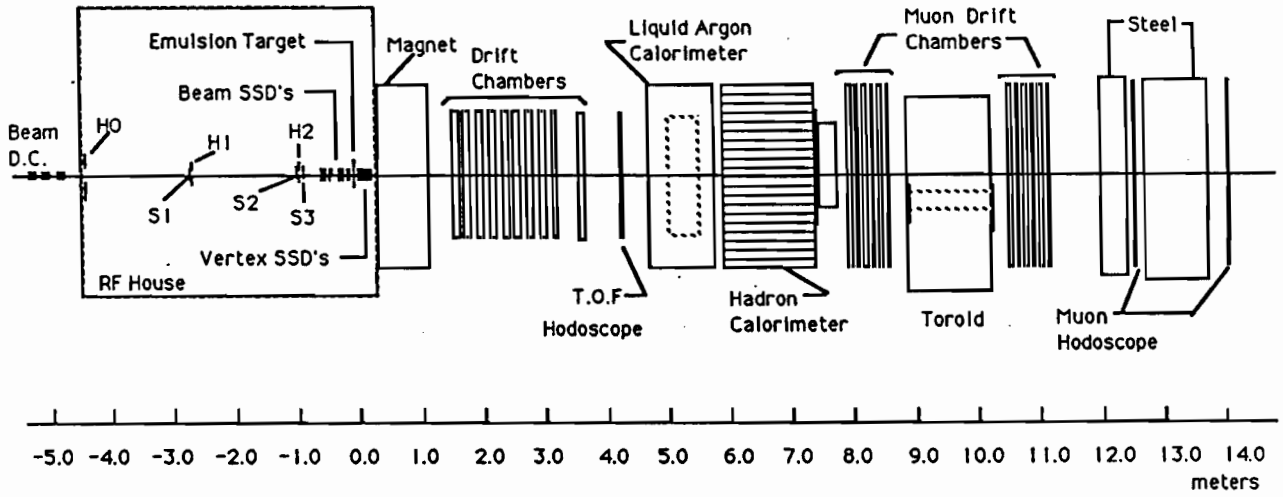 Emulsion Target
Magnet
Drift
Chambers
Liquid Argon
Calorimeter
Muon Drift
Chambers
Steel
Beam SSD's
Beam
D.C.
H0
H1
H2
S1
S2
S3
Vertex SSD's
RF House
T.O.F
Hodoscope
Hadron
Calorimeter
Toroid
Muon
Hodoscope
-5.0 -4.0 -3.0 -2.0 -1.0 0.0 1.0 2.0 3.0 4.0 5.0 6.0 7.0 8.0 9.0 10.0 11.0 12.0 13.0 14.0
meters